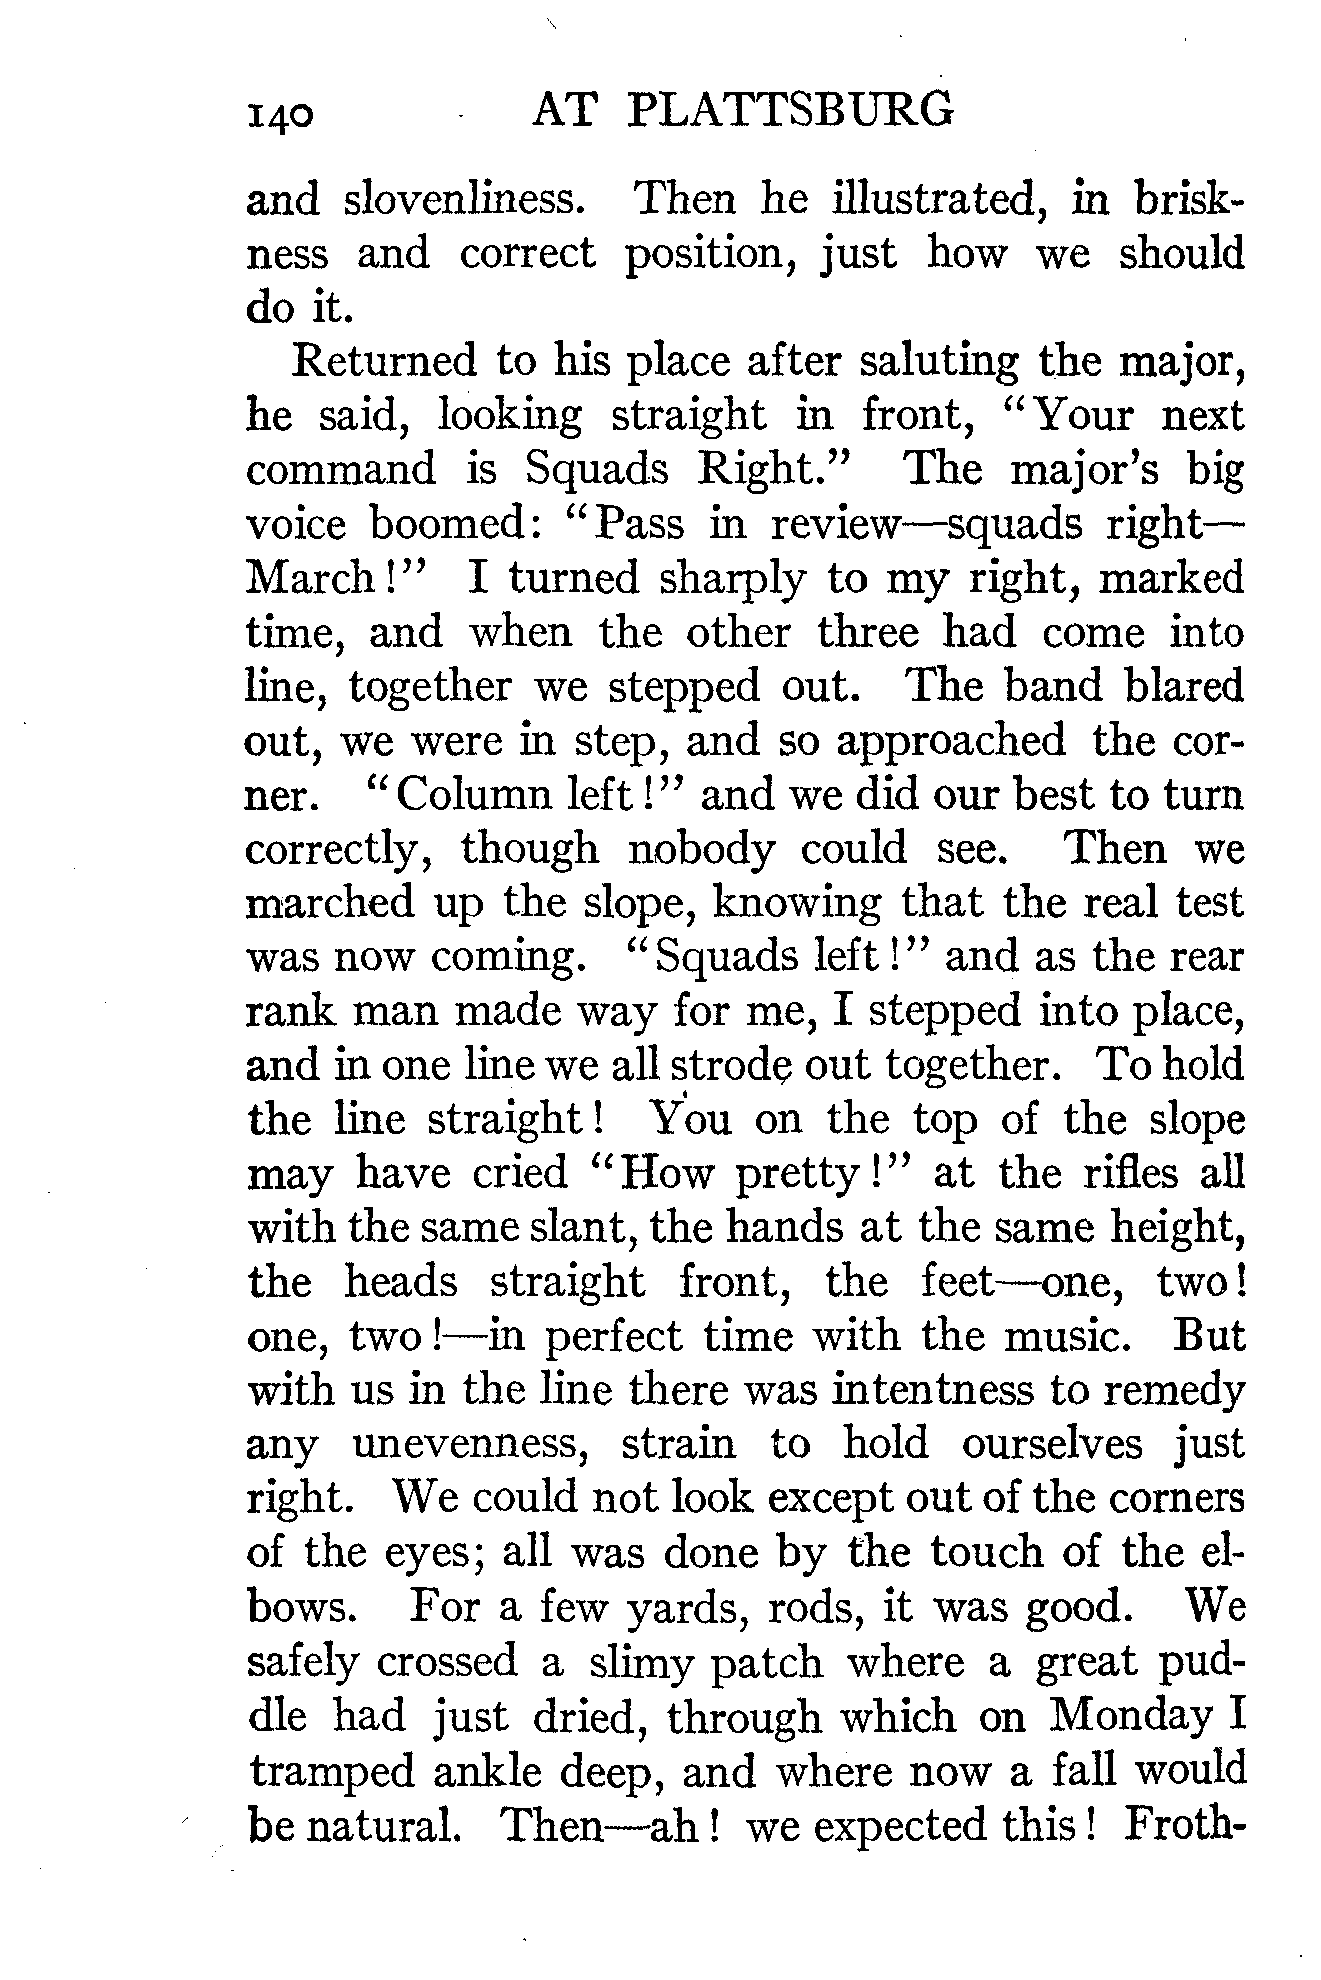 140 AT PLATTSBURG
and slovenliness. Then he illustrated, in brisk-
ness and correct position, just how we should
do it.
Returned to his place after saluting the major,
he said, looking straight in front, "Your next
command is Squads Right." The major's big
voice boomed: "Pass in review—squads right—
March!" I turned sharply to my right, marked
time, and when the other three had come into
line, together we stepped out. The band blared
out, we were in step, and so approached the cor-
ner. "Column left!" and we did our best to turn
correctly, though nobody could see. Then we
marched up the slope, knowing that the real test
was now coming. "Squads left!" and as the rear
rank man made way for me, I stepped into place,
and in one line we all strode out together. To hold
the line straight! You on the top of the slope
may have cried "How pretty!" at the rifles all
with the same slant, the hands at the same height,
the heads straight front, the feet—one, two!
one, two!—in perfect time with the music. But
with us in the line there was intentness to remedy
any unevenness, strain to hold ourselves just
right. We could not look except out of the corners
of the eyes; all was done by the touch of the el-
bows. For a few yards, rods, it was good. We
safely crossed a slimy patch where a great pud-
dle had just dried, through which on Monday I
tramped ankle deep, and where now a fall would
be natural. Then—ah! we expected this! Froth-